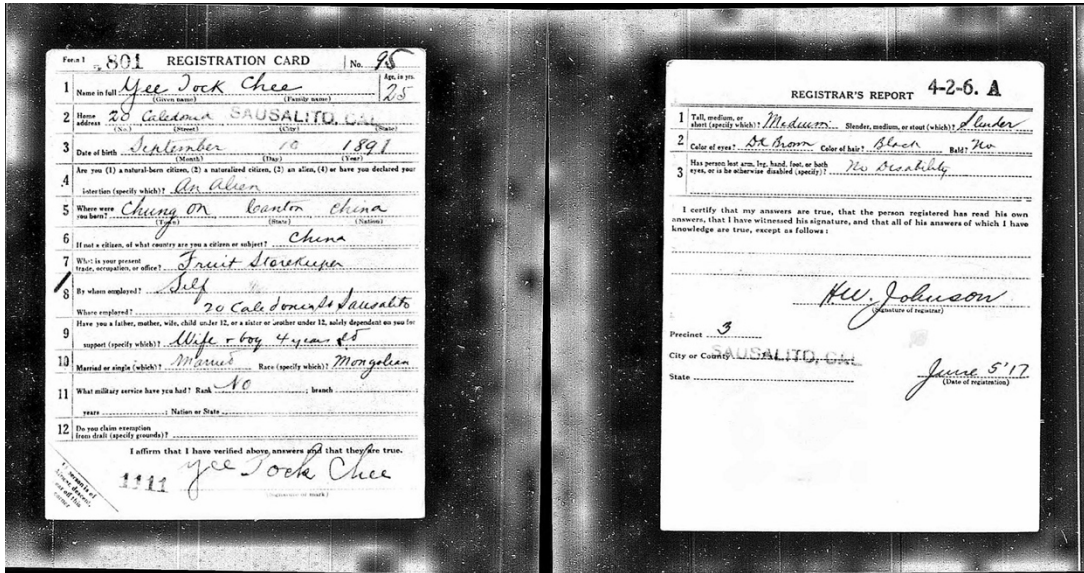 Form 1 801 REGISTRATION CARD No. 95
1 Name in full Yee Tock Chee Age, in yrs. 25
(Given name) (Family name)
2 Home address 20 Caledonia SAUSALITO, CAL
(No.) (Street) (City) (State)
3 Date of birth September 10 1891
(Month) (Day) (Year)
4 Are you (1) a natural-born citizen, (2) a naturalized citizen, (3) an alien, (4) or have you declared your
intention (specify which)? An Alien
5 Where were you born? Chung On Canton China
(Town) (State) (Nation)
6 If not a citizen, of what country are you a citizen or subject? China
7 What is your present trade, occupation, or office? Fruit Storekeeper
8 By whom employed? Self
Where employed? 20 Caledonia St Sausalito
9 Have you a father, mother, wife, child under 12, or a sister or brother under 12, solely dependent on you for
support (specify which)? Wife + boy 4 years
10 Married or single (which)? Married Race (specify which)? Mongolian
11 What military service have you had? Rank No ; branch
years ; Nation or State
12 Do you claim exemption
from draft (specify grounds)?
I affirm that I have verified above answers and that they are true.
1111 Yee Tock Chee
(Signature or mark)
If person is of
African descent,
tear off this
corner
REGISTRAR'S REPORT 4-2-6. A
1 Tall, medium, or short (specify which)? Medium Slender, medium, or stout (which)? Slender
2 Color of eyes? Dk Brown Color of hair? Black Bald? No
3 Has person lost arm, leg, hand, foot, or both
eyes, or is he otherwise disabled (specify)? No Disability
I certify that my answers are true, that the person registered has read his own
answers, that I have witnessed his signature, and that all of his answers of which I have
knowledge are true, except as follows:
H.W. Johnson
(Signature of registrar)
Precinct 3
City or County SAUSALITO, CAL
State June 5 '17
(Date of registration)